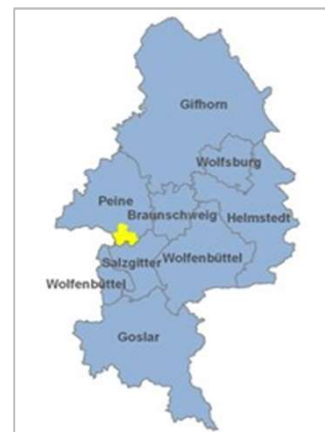 Gifhorn
Wolfsburg
Peine
Braunschweig
Helmstedt
Salzgitter
Wolfenbüttel
Wolfenbüttel
Goslar